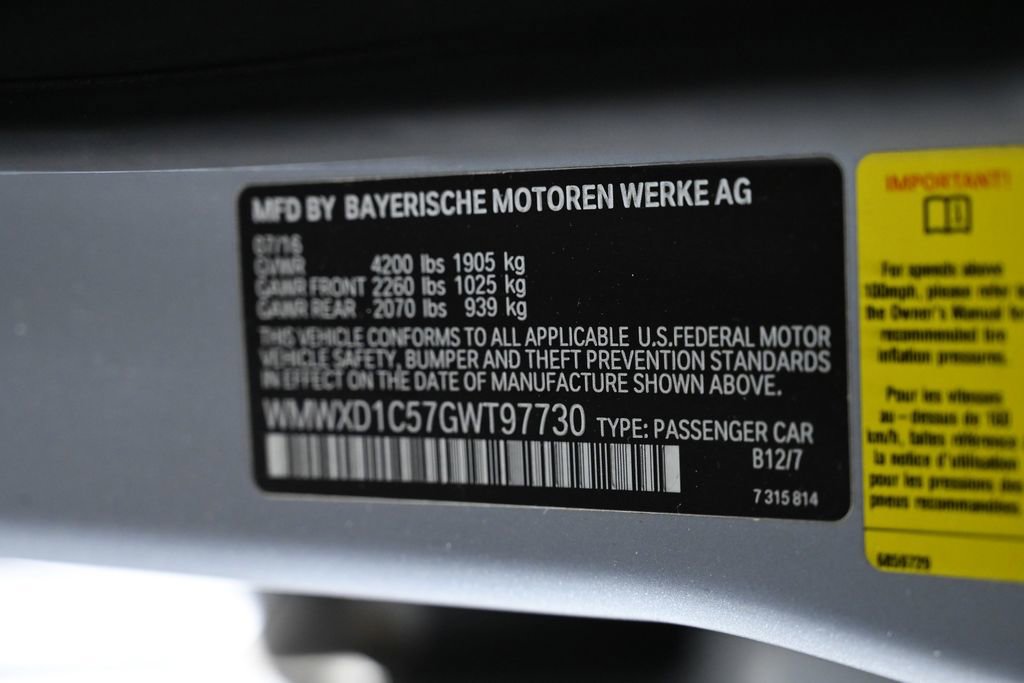 MFD BY BAYERISCHE MOTOREN WERKE AG
07/16
GVWR 4200 lbs 1905 kg
GAWR FRONT 2260 lbs 1025 kg
GAWR REAR 2070 lbs 939 kg
THIS VEHICLE CONFORMS TO ALL APPLICABLE U.S.FEDERAL MOTOR
VEHICLE SAFETY, BUMPER AND THEFT PREVENTION STANDARDS
IN EFFECT ON THE DATE OF MANUFACTURE SHOWN ABOVE.
WMWXD1C57GWT97730 TYPE: PASSENGER CAR
B12/7
7 315 814
IMPORTANT!
For speeds above
100mph, please refer
the Owner's Manual
recommended tire
inflation pressures.
Pour les vitesses
au-dessus de 160
km/h, faites référence
la notice d'utilisation
pour les pressions des
pneus recommandées.